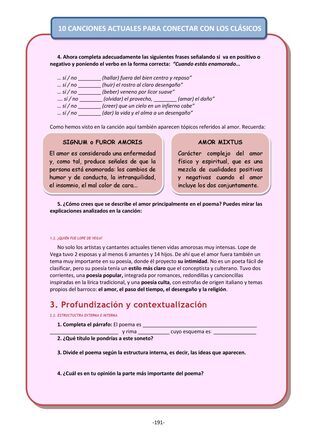 10 CANCIONES ACTUALES PARA CONECTAR CON LOS CLÁSICOS
4. Ahora completa adecuadamente las siguientes frases señalando si va en positivo o
negativo y poniendo el verbo en la forma correcta: "Cuando estás enamorado…
... sí / no ________ (hallar) fuera del bien centro y reposo"
... sí / no ________ (huir) el rostro al claro desengaño"
... sí / no ________ (beber) veneno por licor suave"
.... sí / no ________ (olvidar) el provecho, ________ (amar) el daño"
... sí / no ________ (creer) que un cielo en un infierno cabe"
... sí / no ________ (dar) la vida y el alma a un desengaño"
Como hemos visto en la canción aquí también aparecen tópicos referidos al amor. Recuerda:
SIGNUM o FUROR AMORIS
El amor es considerado una enfermedad
y, como tal, produce señales de que la
persona está enamorada: los cambios de
humor y de conducta, la intranquilidad,
el insomnio, el mal color de cara...
AMOR MIXTUS
Carácter complejo del amor
físico y espiritual, que es una
mezcla de cualidades positivas
y negativas cuando el amor
incluye los dos conjuntamente.
5. ¿Cómo crees que se describe el amor principalmente en el poema? Puedes mirar las
explicaciones analizados en la canción:
¿QUIÉN FUE LOPE DE VEGA?
No solo los artistas y cantantes actuales tienen vidas amorosas muy intensas. Lope de
Vega tuvo 2 esposas y al menos 6 amantes y 14 hijos. De ahí que el amor fuera también un
tema muy importante en su poesía, donde él proyectó su intimidad. No es un poeta fácil de
clasificar, pero su poesía tenía un estilo más claro que el conceptista y culterano. Tuvo dos
corrientes, una poesía popular, integrada por romances, redondillas y cancioncillas
inspiradas en la lírica tradicional, y una poesía culta, con estrofas de origen italiano y temas
propios del barroco: el amor, el paso del tiempo, el desengaño y la religión.
3. Profundización y contextualización
ESTRUCTUCTRA EXTERNA E INTERNA
1. Completa el párrafo: El poema es ________________________________________
________________________ y rima ___________ cuyo esquema es _______________
2. ¿Qué título le pondrías a este soneto?
3. Divide el poema según la estructura interna, es decir, las ideas que aparecen.
4. ¿Cuál es en tu opinión la parte más importante del poema?
-191-